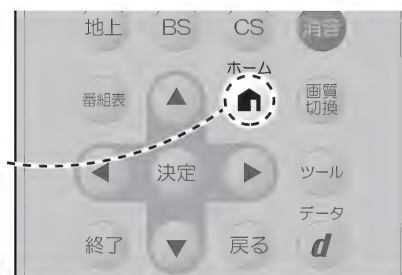 地上 BS CS 消音
ホーム
番組表 画質
切換
決定 ツール
データ
終了 戻る d